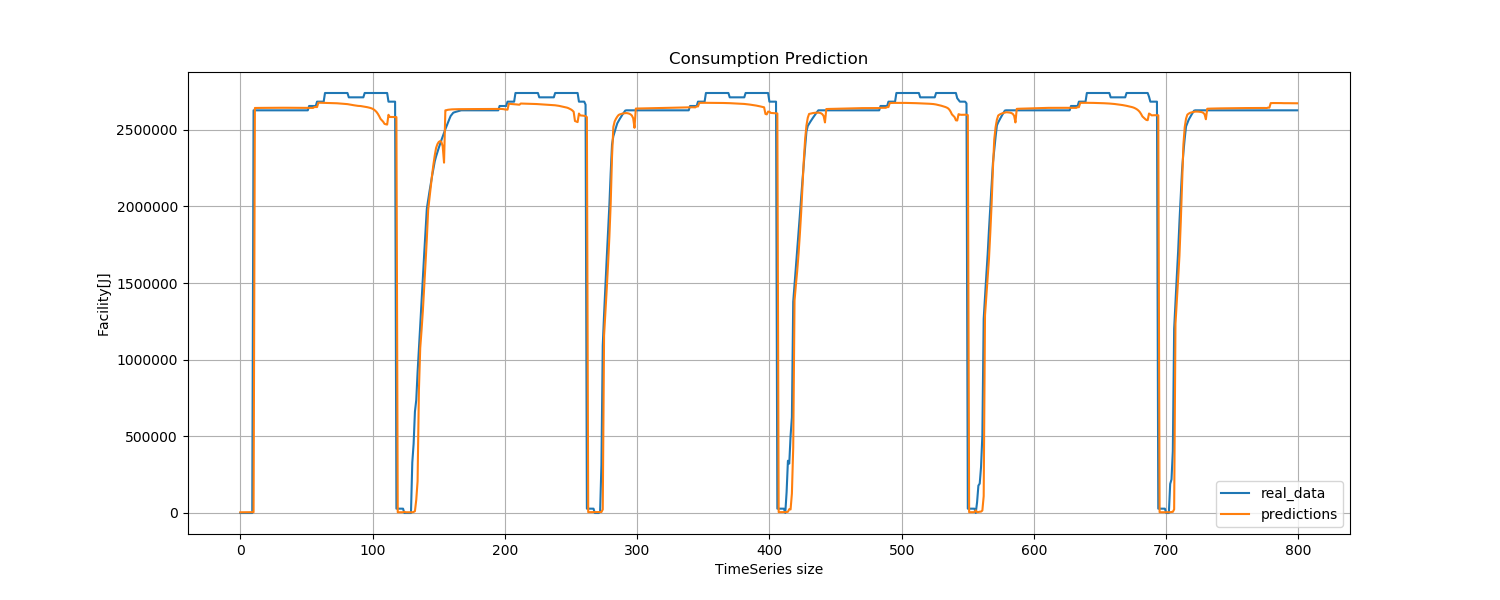 Consumption Prediction
Facility[J]
2500000
2000000
1500000
1000000
500000
0
0 100 200 300 400 500 600 700 800
TimeSeries size
real_data
predictions